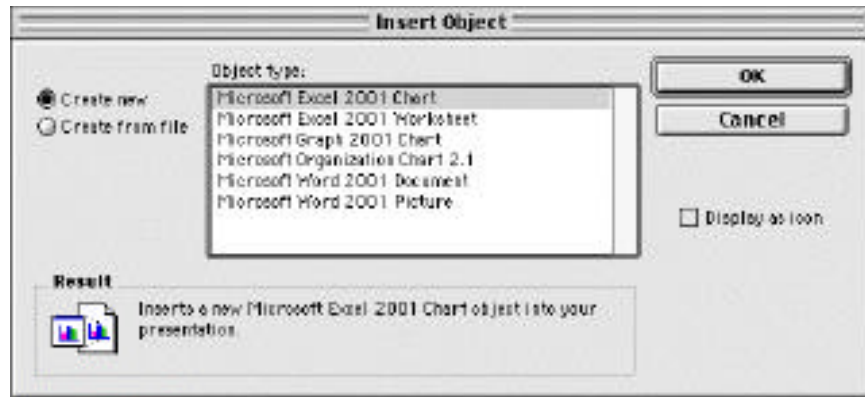 Insert Object
Object type:
Create new
Create from file
Microsoft Excel 2001 Chart
Microsoft Excel 2001 Worksheet
Microsoft Graph 2001 Chart
Microsoft Organization Chart 2.1
Microsoft Word 2001 Document
Microsoft Word 2001 Picture
OK
Cancel
Display as icon
Result
Inserts a new Microsoft Excel 2001 Chart object into your
presentation.